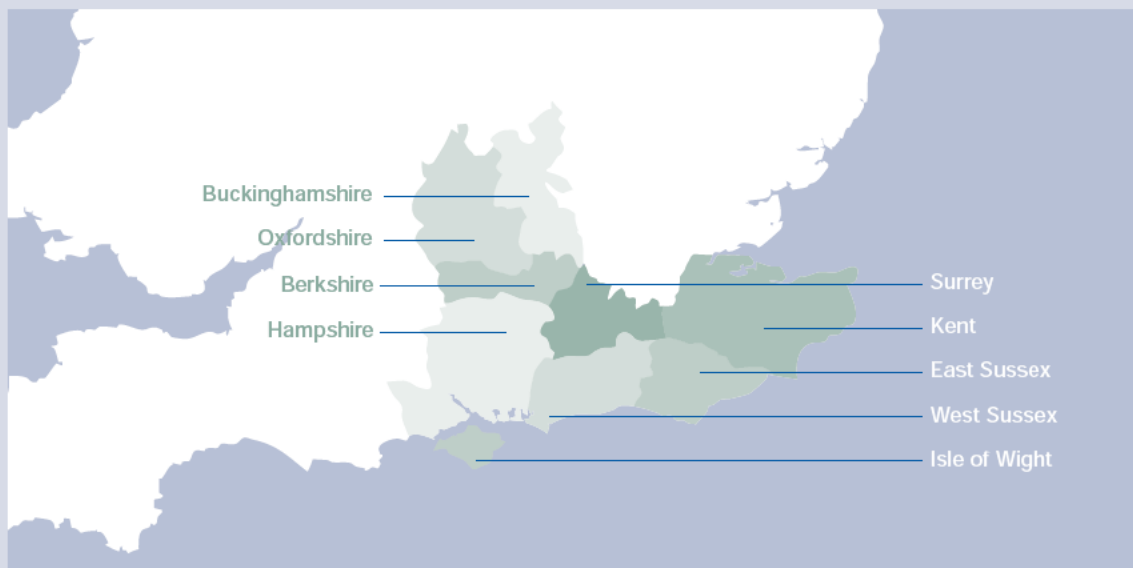 Buckinghamshire
Oxfordshire
Berkshire
Hampshire
Surrey
Kent
East Sussex
West Sussex
Isle of Wight